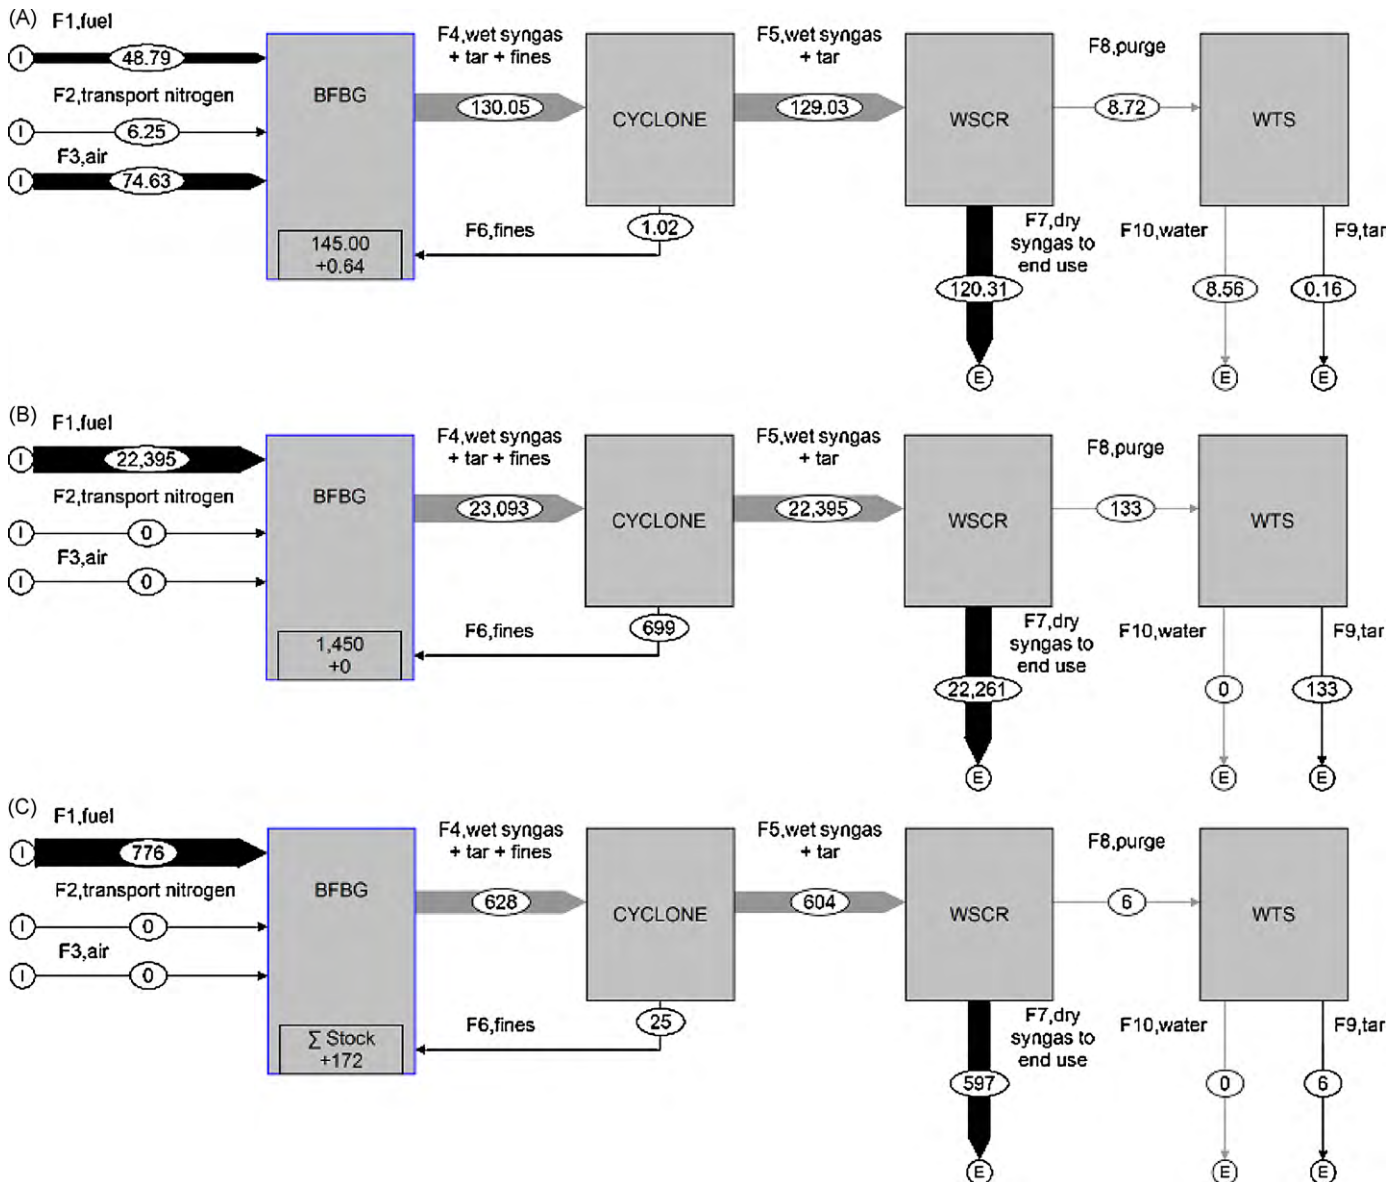 (A)
F1,fuel
I
48.79
F2,transport nitrogen
I
6.25
F3,air
I
74.63
BFBG
145.00
+0.64
F4,wet syngas
+ tar + fines
130.05
CYCLONE
F6,fines
1.02
F5,wet syngas
+ tar
129.03
WSCR
F7,dry
syngas to
end use
120.31
E
F8,purge
8.72
WTS
F10,water
8.56
E
F9,tar
0.16
E
(B)
F1,fuel
I
22,395
F2,transport nitrogen
I
0
F3,air
I
0
BFBG
1,450
+0
F4,wet syngas
+ tar + fines
23,093
CYCLONE
F6,fines
699
F5,wet syngas
+ tar
22,395
WSCR
F7,dry
syngas to
end use
22,261
E
F8,purge
133
WTS
F10,water
0
E
F9,tar
133
E
(C)
F1,fuel
I
776
F2,transport nitrogen
I
0
F3,air
I
0
BFBG
∑ Stock
+172
F4,wet syngas
+ tar + fines
628
CYCLONE
F6,fines
25
F5,wet syngas
+ tar
604
WSCR
F7,dry
syngas to
end use
597
E
F8,purge
6
WTS
F10,water
0
E
F9,tar
6
E